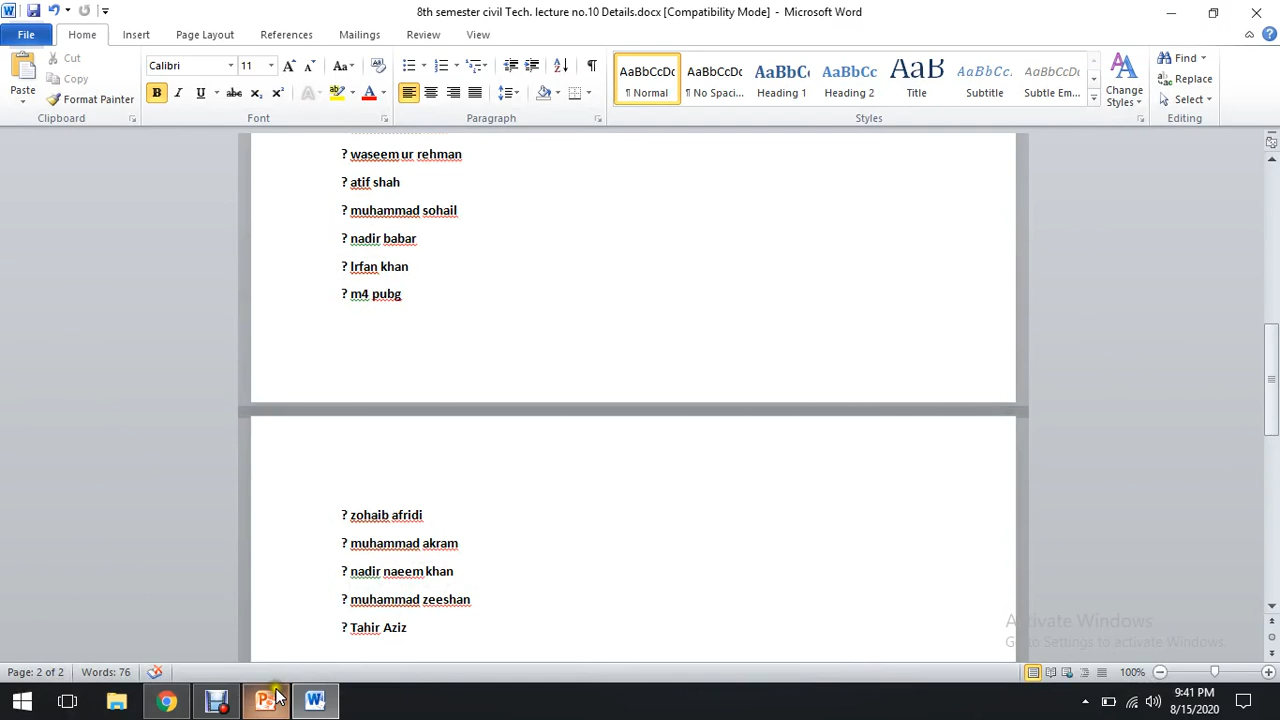 8th semester civil Tech. lecture no.10 Details.docx [Compatibility Mode] - Microsoft Word
File Home Insert Page Layout References Mailings Review View
Paste
Cut
Copy
Format Painter
Calibri 11
AaBbCcDc AaBbCcDc AaBbC AaBbCc AaB AaBbCc. AaBbCcDc
¶ Normal ¶ No Spaci... Heading 1 Heading 2 Title Subtitle Subtle Em...
Change
Styles
Find
Replace
Select
Clipboard Font Paragraph Styles Editing
? waseem ur rehman
? atif shah
? muhammad sohail
? nadir babar
? Irfan khan
? m4 pubg
? zohaib afridi
? muhammad akram
? nadir naeem khan
? muhammad zeeshan
? Tahir Aziz
Activate Windows
Go to Settings to activate Windows.
Page: 2 of 2 Words: 76 100%
9:41 PM
8/15/2020